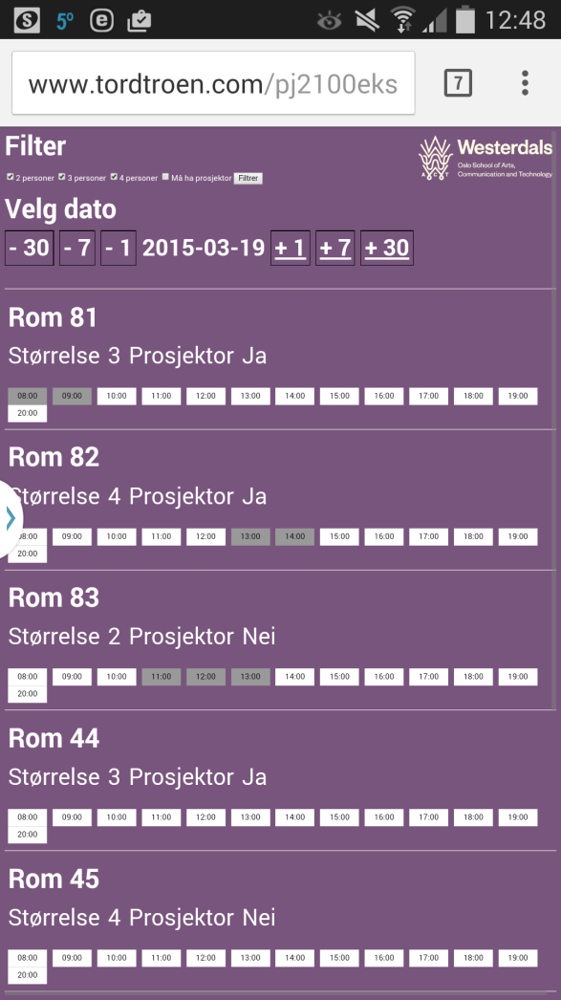 5° 12:48
www.tordtroen.com/pj2100eks 7
Filter
Westerdals
Oslo School of Arts,
Communication and Technology
ACT
2 personer 3 personer 4 personer Må ha prosjektor Filtrer
Velg dato
- 30 - 7 - 1 2015-03-19 + 1 + 7 + 30
Rom 81
Størrelse 3 Prosjektor Ja
08:00 09:00 10:00 11:00 12:00 13:00 14:00 15:00 16:00 17:00 18:00 19:00
20:00
Rom 82
Størrelse 4 Prosjektor Ja
08:00 09:00 10:00 11:00 12:00 13:00 14:00 15:00 16:00 17:00 18:00 19:00
20:00
Rom 83
Størrelse 2 Prosjektor Nei
08:00 09:00 10:00 11:00 12:00 13:00 14:00 15:00 16:00 17:00 18:00 19:00
20:00
Rom 44
Størrelse 3 Prosjektor Ja
08:00 09:00 10:00 11:00 12:00 13:00 14:00 15:00 16:00 17:00 18:00 19:00
20:00
Rom 45
Størrelse 4 Prosjektor Nei
08:00 09:00 10:00 11:00 12:00 13:00 14:00 15:00 16:00 17:00 18:00 19:00
20:00